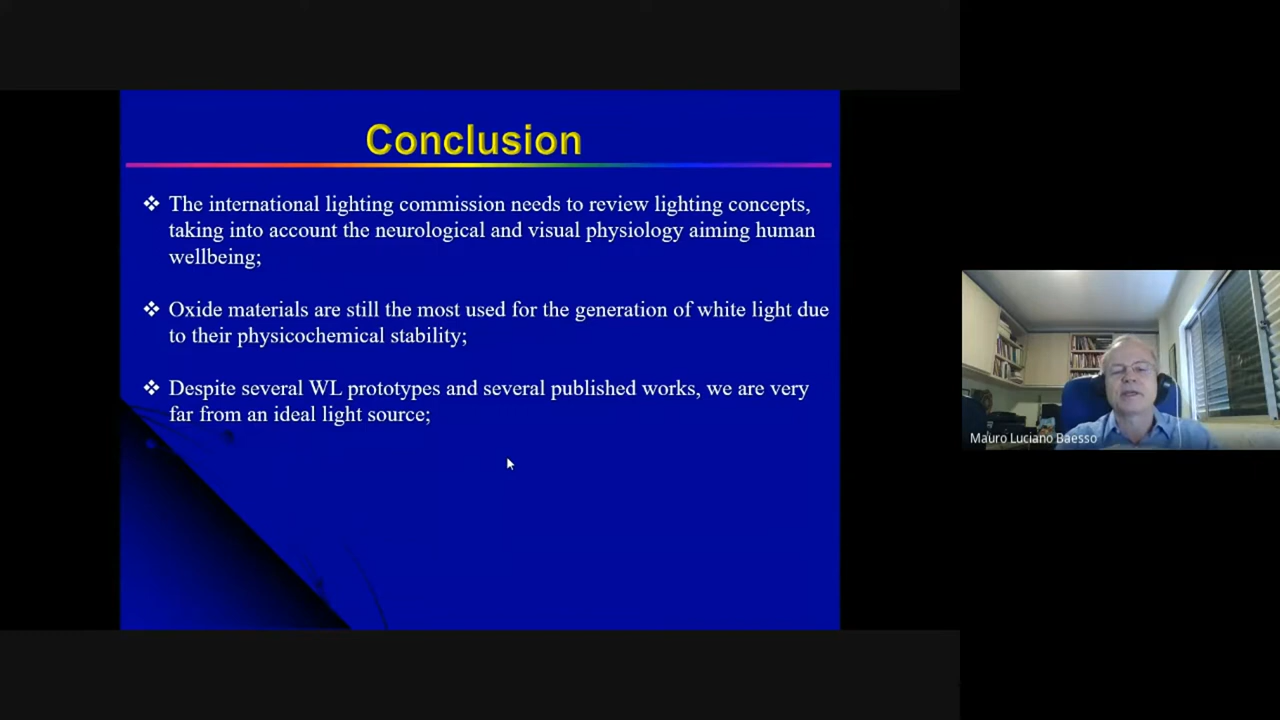 Conclusion
❖ The international lighting commission needs to review lighting concepts,
taking into account the neurological and visual physiology aiming human
wellbeing;
❖ Oxide materials are still the most used for the generation of white light due
to their physicochemical stability;
❖ Despite several WL prototypes and several published works, we are very
far from an ideal light source;
Mauro Luciano Baesso